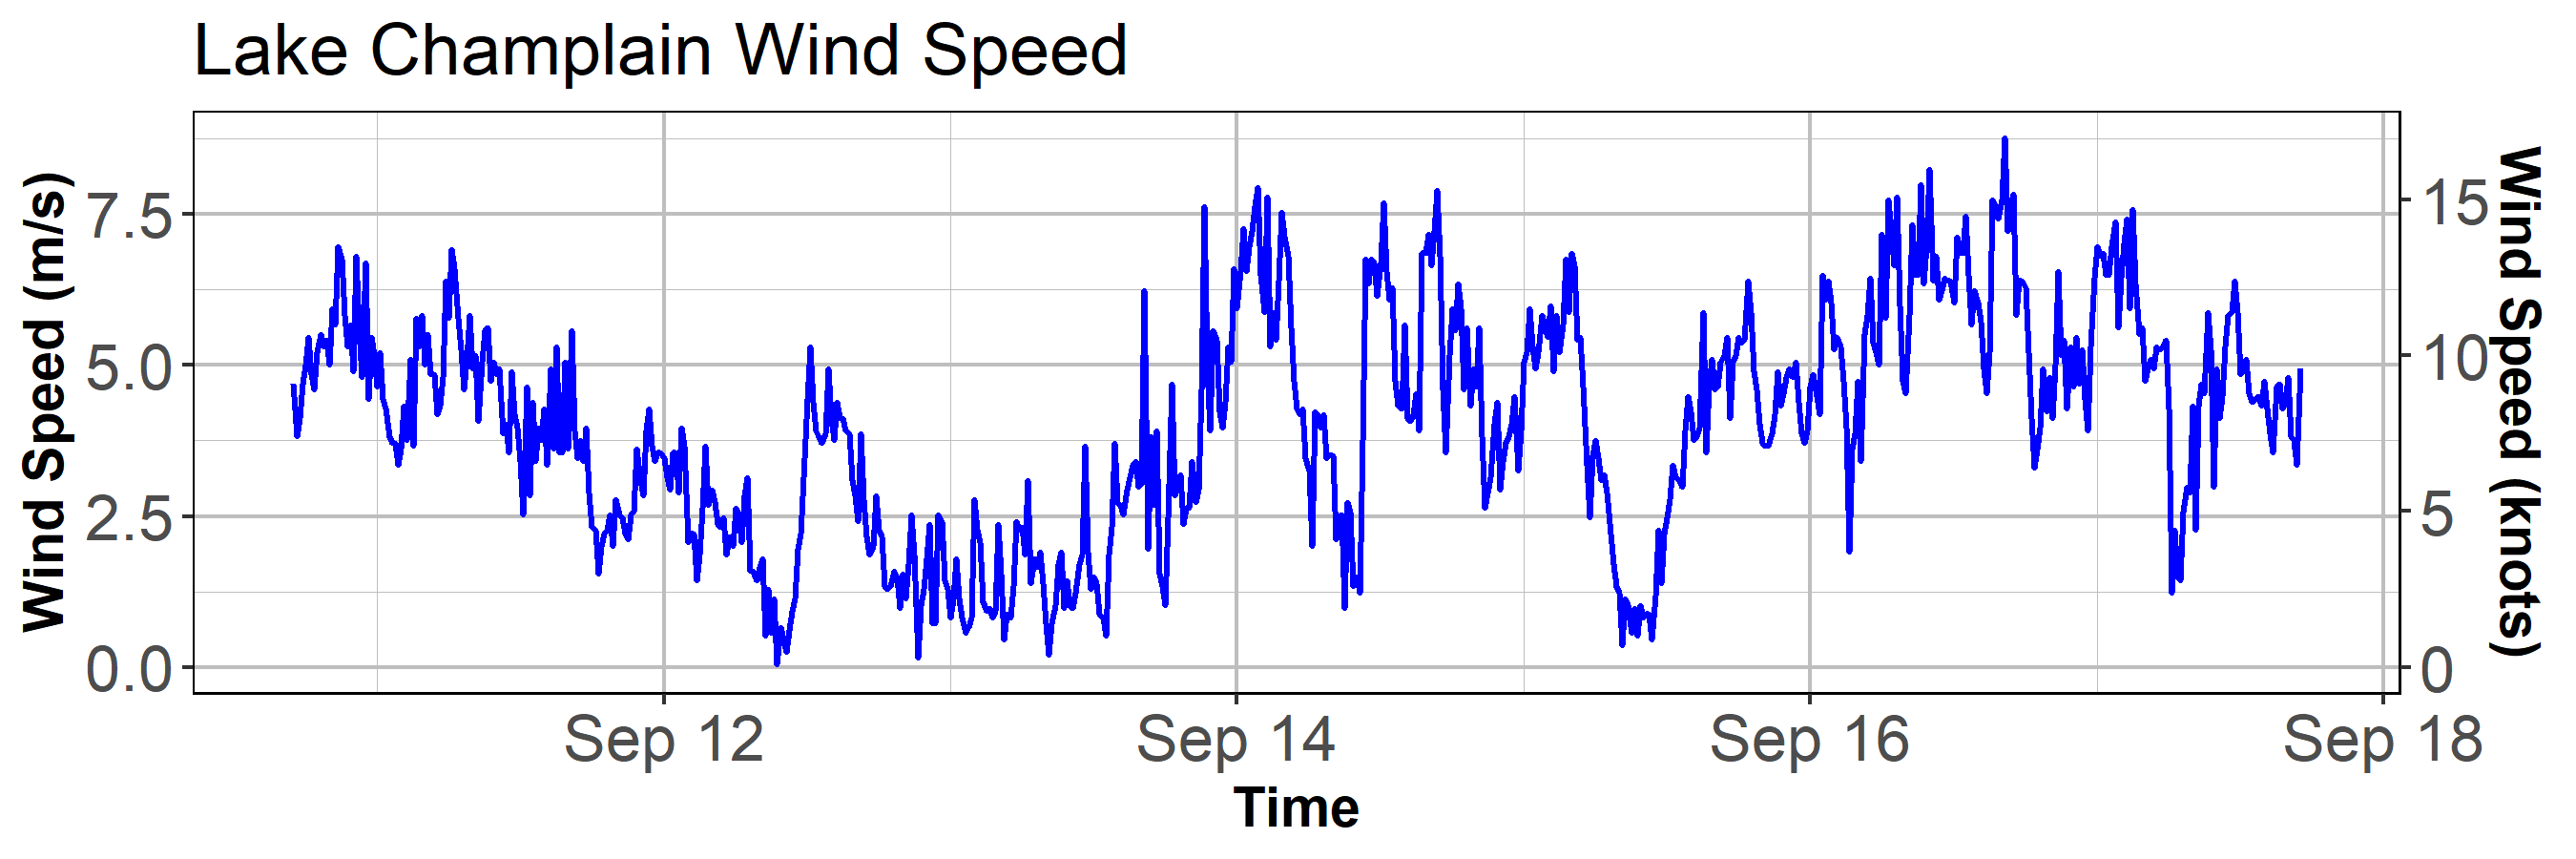 Lake Champlain Wind Speed
Wind Speed (m/s)
7.5
5.0
2.5
0.0
15
10
5
0
Wind Speed (knots)
Sep 12
Sep 14
Sep 16
Sep 18
Time